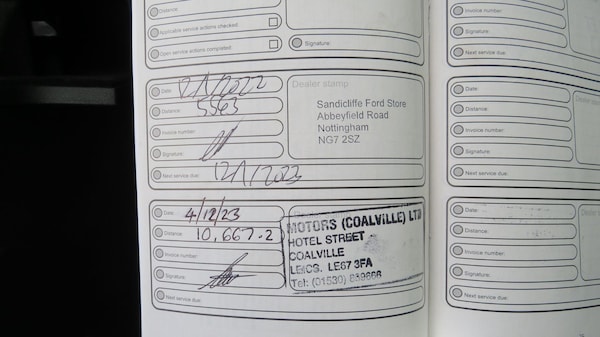 Distance:
Applicable service actions checked:
Open service actions completed:
Signature:
Date: 12/1/2022
Distance: 5563
Invoice number:
Signature:
Next service due: 12/1/2023
Dealer stamp
Sandicliffe Ford Store
Abbeyfield Road
Nottingham
NG7 2SZ
Date: 4/12/23
Distance: 10,667-2
Invoice number:
Signature:
Next service due:
MOTORS (COALVILLE) LTD
HOTEL STREET
COALVILLE
LEICS. LE67 3FA
Tel: (01530)
Invoice number:
Signature:
Next service due:
Date:
Distance:
Invoice number:
Signature:
Next service due:
Date:
Distance:
Invoice number:
Signature:
Next service due: